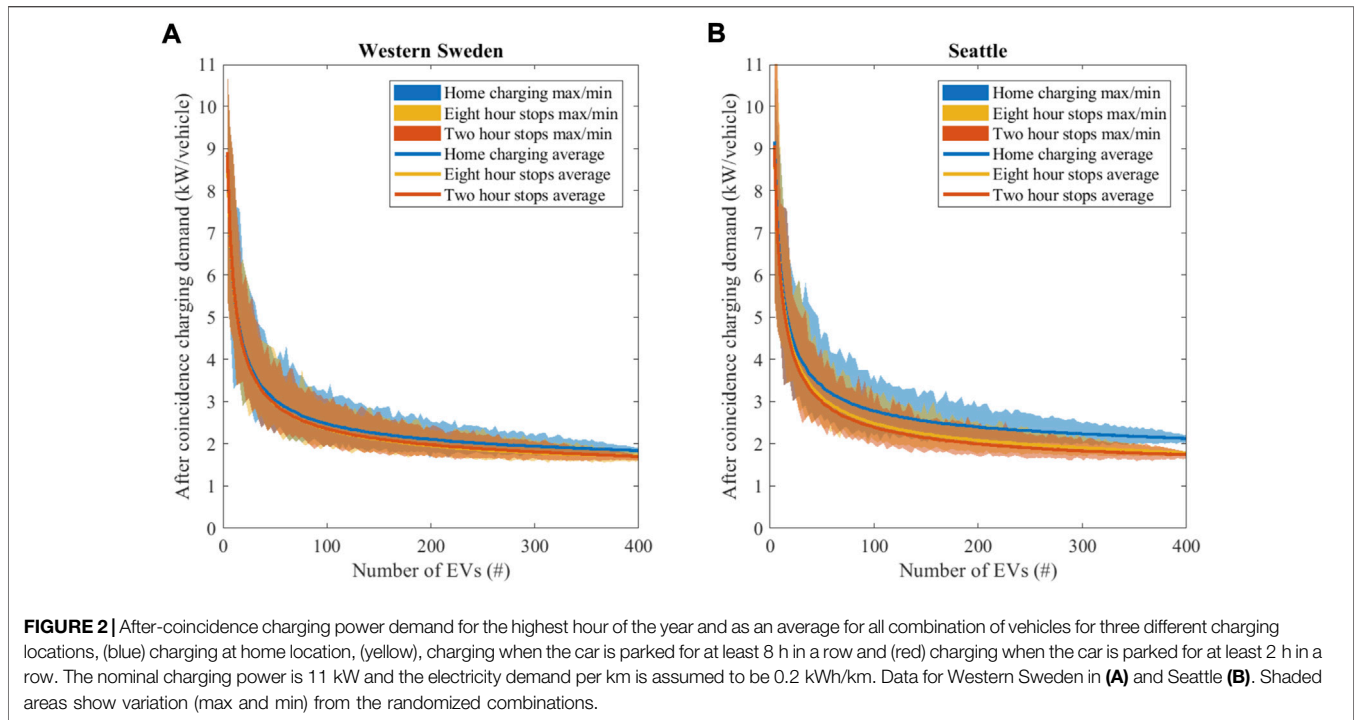 A
Western Sweden
After coincidence charging demand (kW/vehicle)
11
10
9
8
7
6
5
4
3
2
1
0
Home charging max/min
Eight hour stops max/min
Two hour stops max/min
Home charging average
Eight hour stops average
Two hour stops average
0 100 200 300 400
Number of EVs (#)
B
Seattle
After coincidence charging demand (kW/vehicle)
11
10
9
8
7
6
5
4
3
2
1
0
Home charging max/min
Eight hour stops max/min
Two hour stops max/min
Home charging average
Eight hour stops average
Two hour stops average
0 100 200 300 400
Number of EVs (#)
FIGURE 2 | After-coincidence charging power demand for the highest hour of the year and as an average for all combination of vehicles for three different charging
locations, (blue) charging at home location, (yellow), charging when the car is parked for at least 8 h in a row and (red) charging when the car is parked for at least 2 h in a
row. The nominal charging power is 11 kW and the electricity demand per km is assumed to be 0.2 kWh/km. Data for Western Sweden in (A) and Seattle (B). Shaded
areas show variation (max and min) from the randomized combinations.